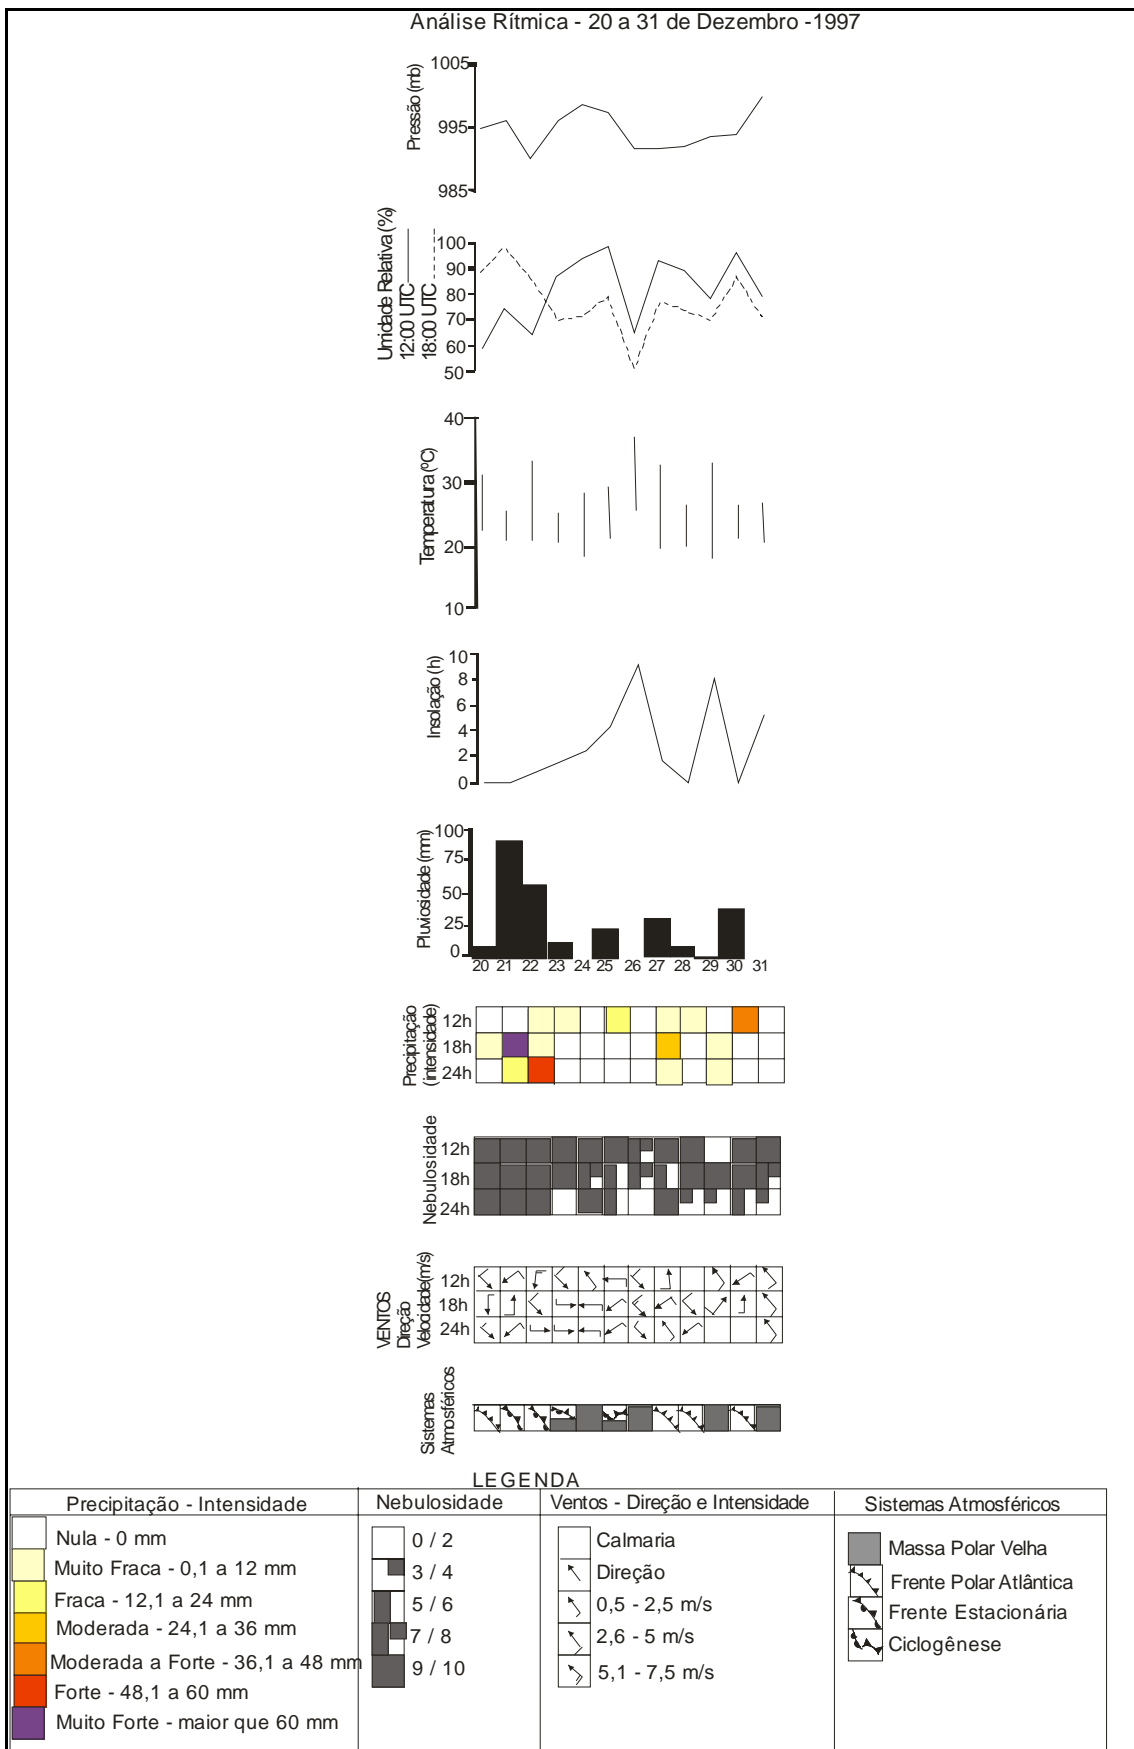 Análise Rítmica - 20 a 31 de Dezembro -1997
Pressão (mb)
1005
995
985
Umidade Relativa (%)
12:00 UTC
18:00 UTC
100
90
80
70
60
50
Temperatura (ºC)
40
30
20
10
Insolação (h)
10
8
6
4
2
0
Pluviosidade (mm)
100
75
50
25
0
20 21 22 23 24 25 26 27 28 29 30 31
Precipitação
(intensidade)
12h
18h
24h
Nebulosidade
12h
18h
24h
VENTOS
Direção
Velocidade(m/s)
12h
18h
24h
Sistemas
Atmosféricos
LEGENDA
Precipitação - Intensidade
Nula - 0 mm
Muito Fraca - 0,1 a 12 mm
Fraca - 12,1 a 24 mm
Moderada - 24,1 a 36 mm
Moderada a Forte - 36,1 a 48 mm
Forte - 48,1 a 60 mm
Muito Forte - maior que 60 mm
Nebulosidade
0 / 2
3 / 4
5 / 6
7 / 8
9 / 10
Ventos - Direção e Intensidade
Calmaria
Direção
0,5 - 2,5 m/s
2,6 - 5 m/s
5,1 - 7,5 m/s
Sistemas Atmosféricos
Massa Polar Velha
Frente Polar Atlântica
Frente Estacionária
Ciclogênese